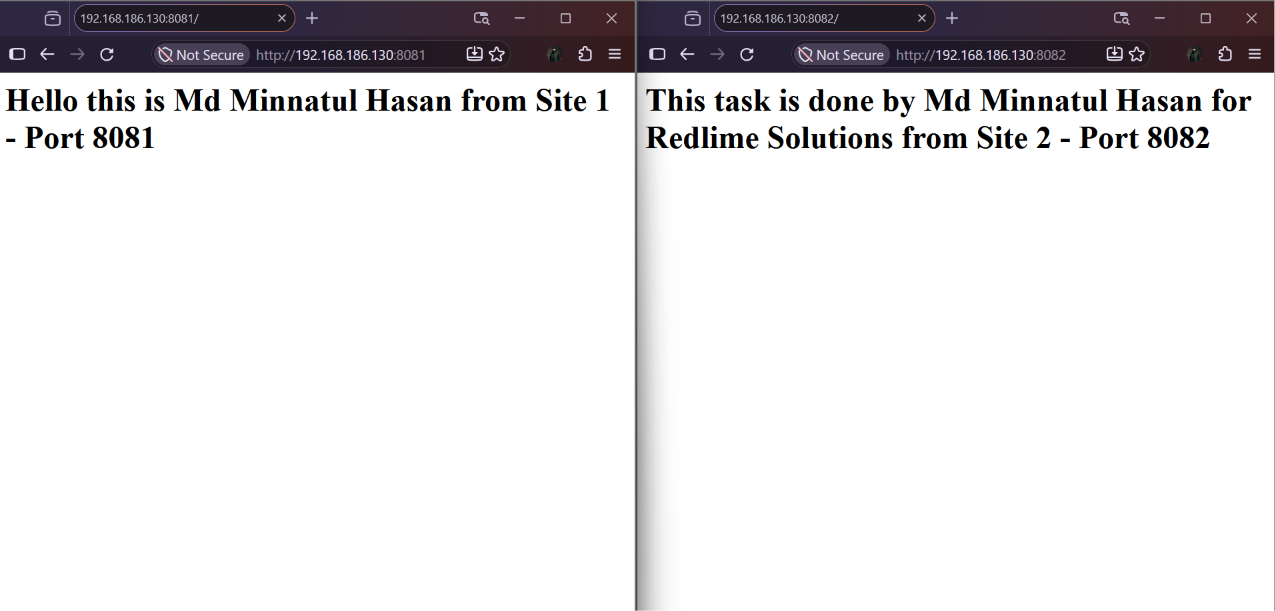 192.168.186.130:8081/
Not Secure http://192.168.186.130:8081
Hello this is Md Minnatul Hasan from Site 1
- Port 8081
192.168.186.130:8082/
Not Secure http://192.168.186.130:8082
This task is done by Md Minnatul Hasan for
Redlime Solutions from Site 2 - Port 8082